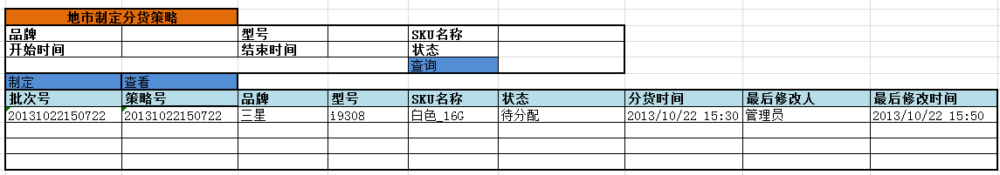 地市制定分货策略
品牌 型号 SKU名称
开始时间 结束时间 状态
查询
制定 查看
批次号 策略号 品牌 型号 SKU名称 状态 分货时间 最后修改人 最后修改时间
20131022150722 20131022150722 三星 i9308 白色_16G 待分配 2013/10/22 15:30 管理员 2013/10/22 15:50